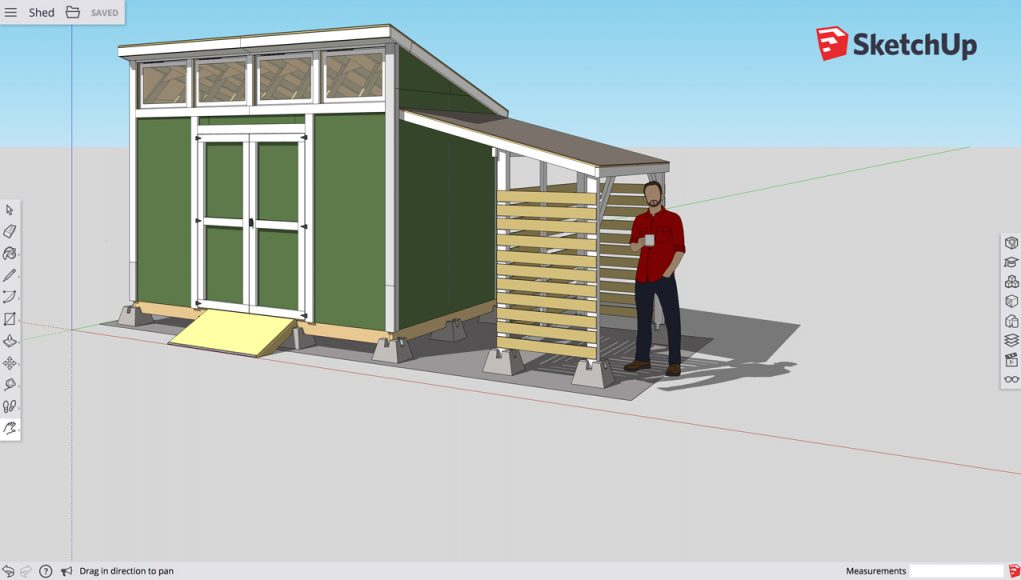 Shed SAVED
SketchUp
Drag in direction to pan
Measurements